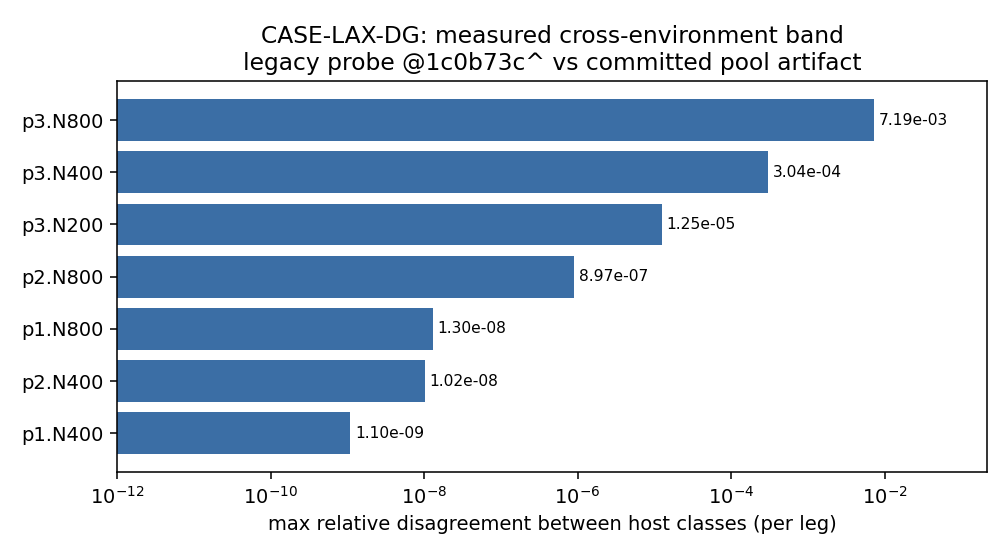 CASE-LAX-DG: measured cross-environment band
legacy probe @1c0b73c^ vs committed pool artifact
p3.N800 7.19e-03
p3.N400 3.04e-04
p3.N200 1.25e-05
p2.N800 8.97e-07
p1.N800 1.30e-08
p2.N400 1.02e-08
p1.N400 1.10e-09
10⁻¹² 10⁻¹⁰ 10⁻⁸ 10⁻⁶ 10⁻⁴ 10⁻²
max relative disagreement between host classes (per leg)